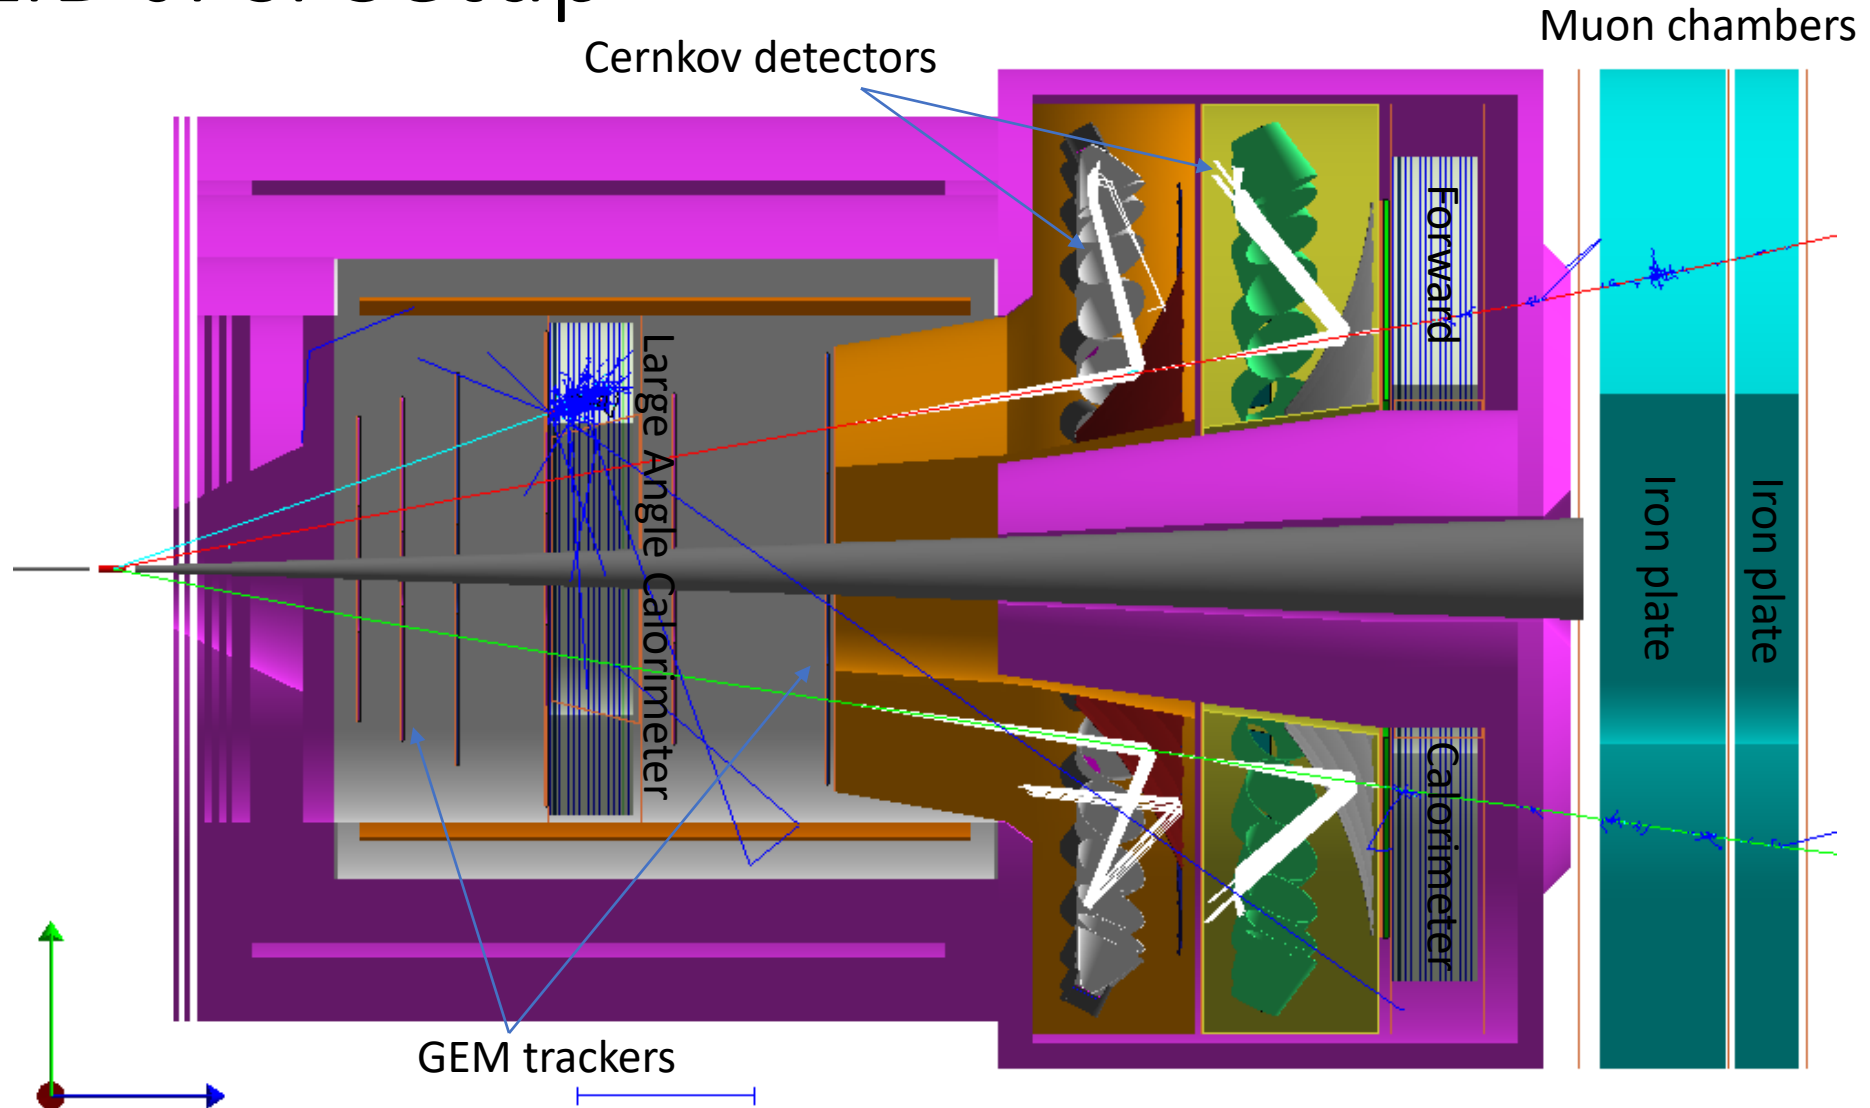 Muon chambers
Cernkov detectors
Forward
Large Angle Calorimeter
Iron plate
Iron plate
Calorimeter
GEM trackers